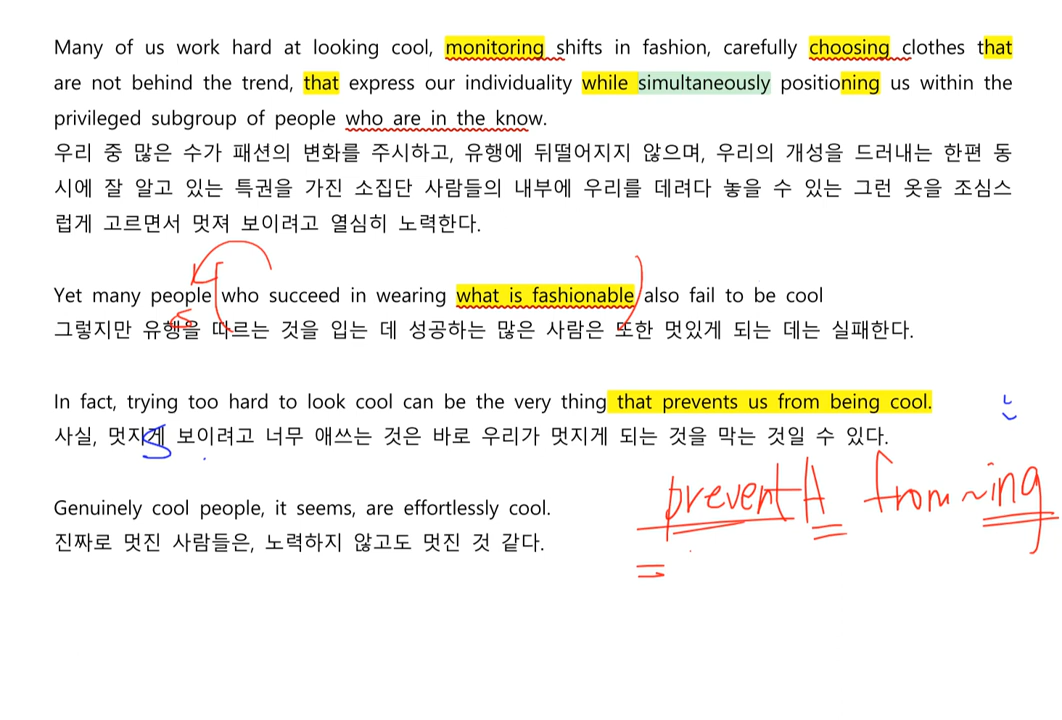 Many of us work hard at looking cool, monitoring shifts in fashion, carefully choosing clothes that
are not behind the trend, that express our individuality while simultaneously positioning us within the
privileged subgroup of people who are in the know.
우리 중 많은 수가 패션의 변화를 주시하고, 유행에 뒤떨어지지 않으며, 우리의 개성을 드러내는 한편 동
시에 잘 알고 있는 특권을 가진 소집단 사람들의 내부에 우리를 데려다 놓을 수 있는 그런 옷을 조심스
럽게 고르면서 멋져 보이려고 열심히 노력한다.
Yet many people who succeed in wearing what is fashionable also fail to be cool
그렇지만 유행을 따르는 것을 입는 데 성공하는 많은 사람은 또한 멋있게 되는 데는 실패한다.
In fact, trying too hard to look cool can be the very thing that prevents us from being cool.
사실, 멋지게 보이려고 너무 애쓰는 것은 바로 우리가 멋지게 되는 것을 막는 것일 수 있다.
prevent A from ~ing
Genuinely cool people, it seems, are effortlessly cool.
진짜로 멋진 사람들은, 노력하지 않고도 멋진 것 같다.
=